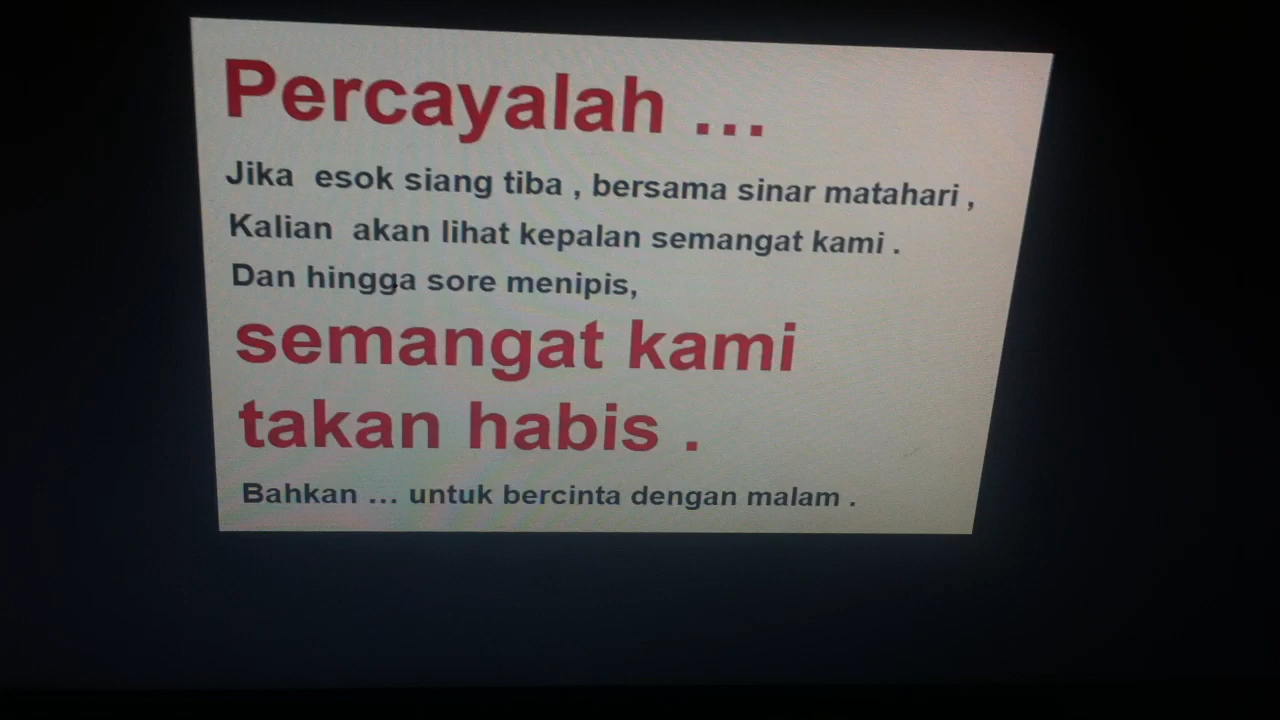 Percayalah ...
Jika esok siang tiba , bersama sinar matahari ,
Kalian akan lihat kepalan semangat kami .
Dan hingga sore menipis,
semangat kami
takan habis .
Bahkan ... untuk bercinta dengan malam .